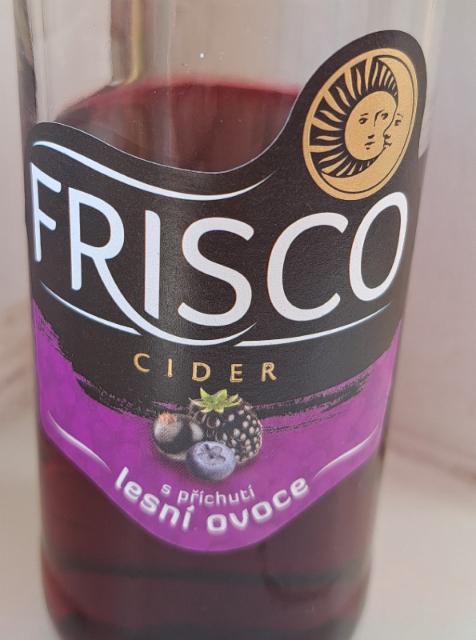 FRISCO
CIDER
s příchutí
lesní ovoce